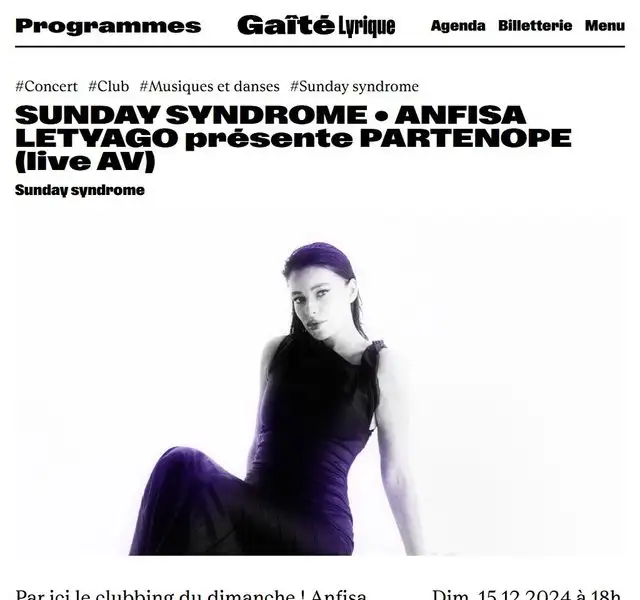 Programmes Gaîté Lyrique Agenda Billetterie Menu
#Concert #Club #Musiques et danses #Sunday syndrome
SUNDAY SYNDROME • ANFISA
LETYAGO présente PARTENOPE
(live AV)
Sunday syndrome
Par ici le clubbing du dimanche ! Anfisa
Dim. 15.12.2024 à 18h